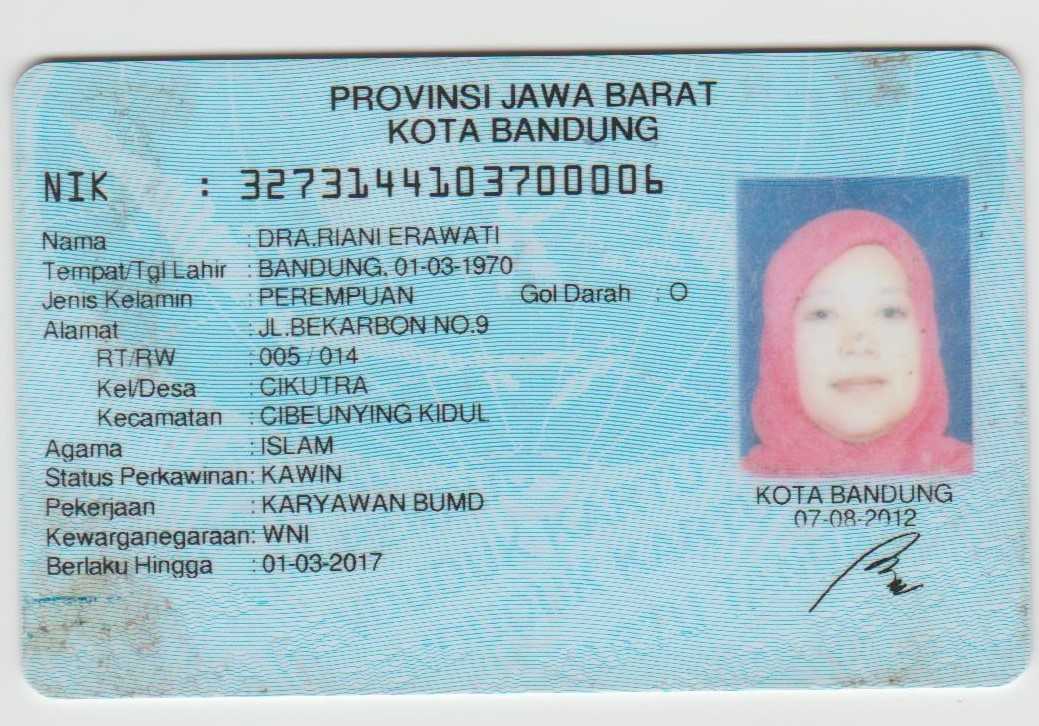 PROVINSI JAWA BARAT
KOTA BANDUNG
NIK : 3273144103700006
Nama : DRA.RIANI ERAWATI
Tempat/Tgl Lahir : BANDUNG, 01-03-1970
Jenis Kelamin : PEREMPUAN Gol Darah : O
Alamat : JL.BEKARBON NO.9
RT/RW : 005 / 014
Kel/Desa : CIKUTRA
Kecamatan : CIBEUNYING KIDUL
Agama : ISLAM
Status Perkawinan: KAWIN
Pekerjaan : KARYAWAN BUMD
Kewarganegaraan: WNI
Berlaku Hingga : 01-03-2017
KOTA BANDUNG
07-08-2012